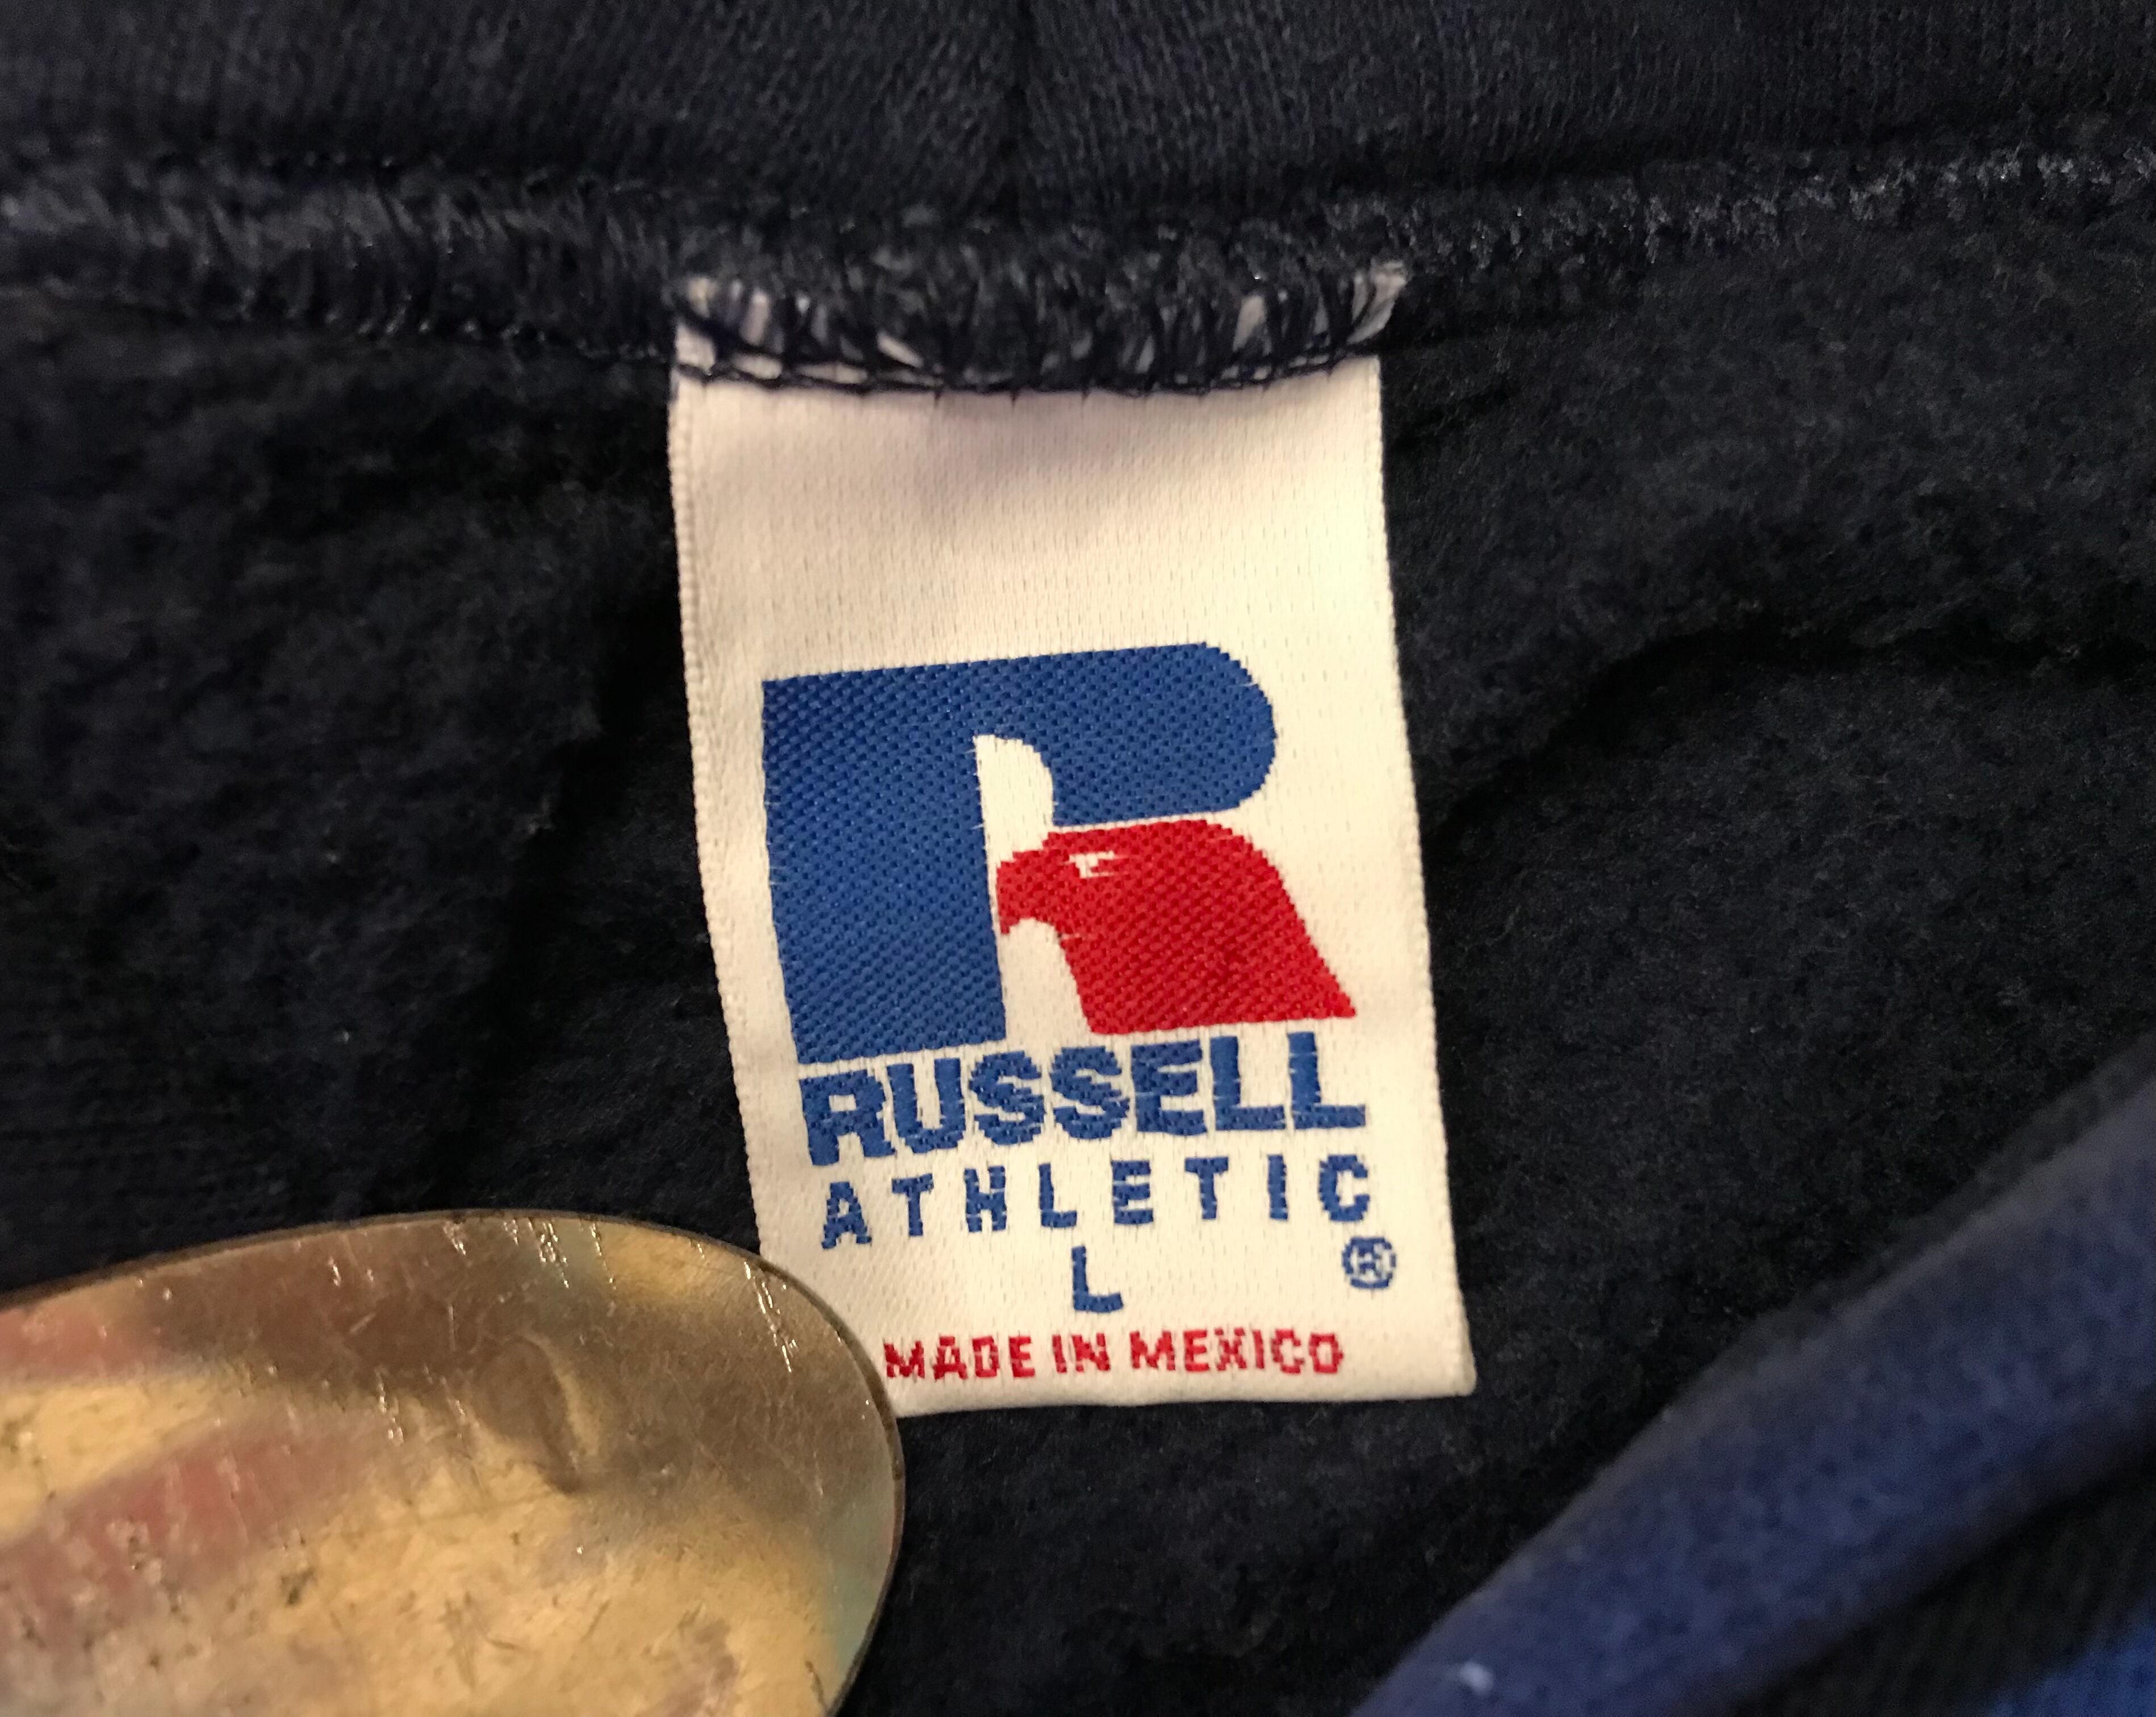 RUSSELL
ATHLETIC
L ®
MADE IN MEXICO